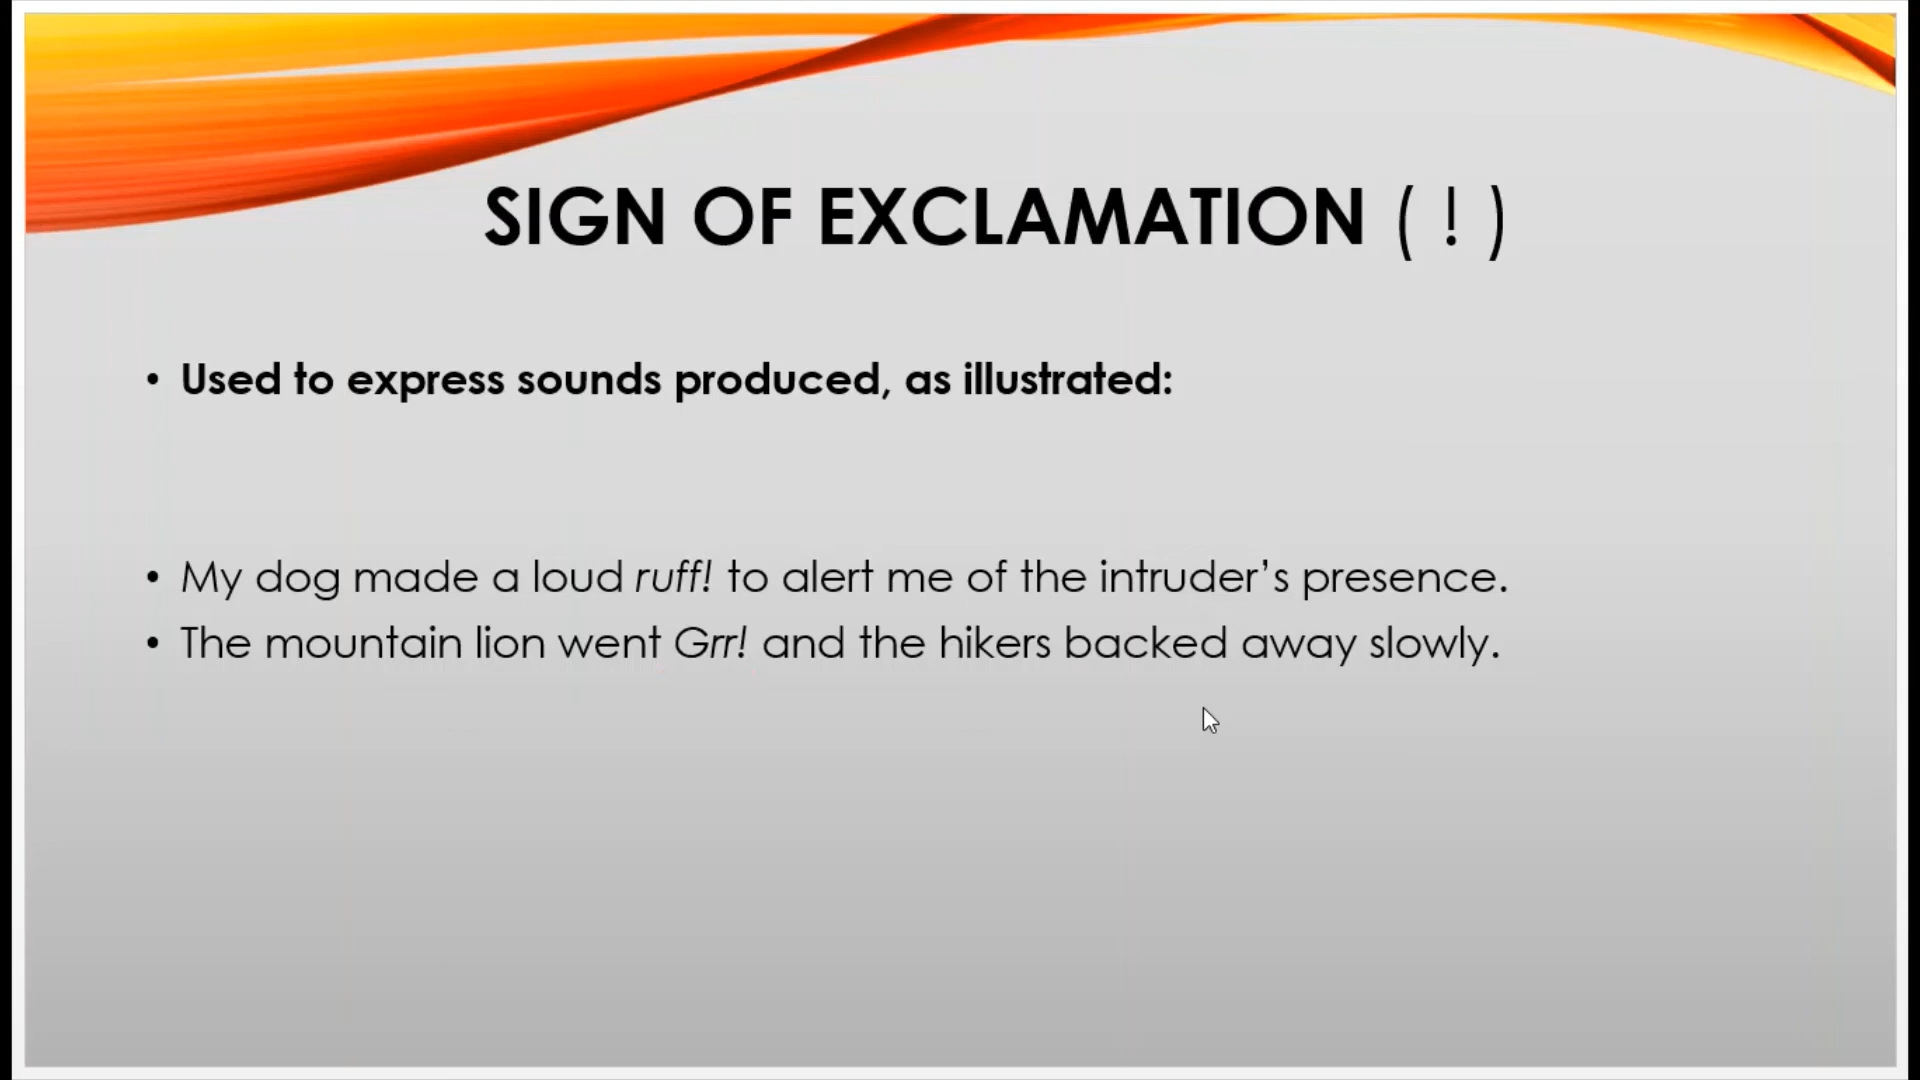 SIGN OF EXCLAMATION ( ! )
• Used to express sounds produced, as illustrated:
• My dog made a loud ruff! to alert me of the intruder’s presence.
• The mountain lion went Grr! and the hikers backed away slowly.